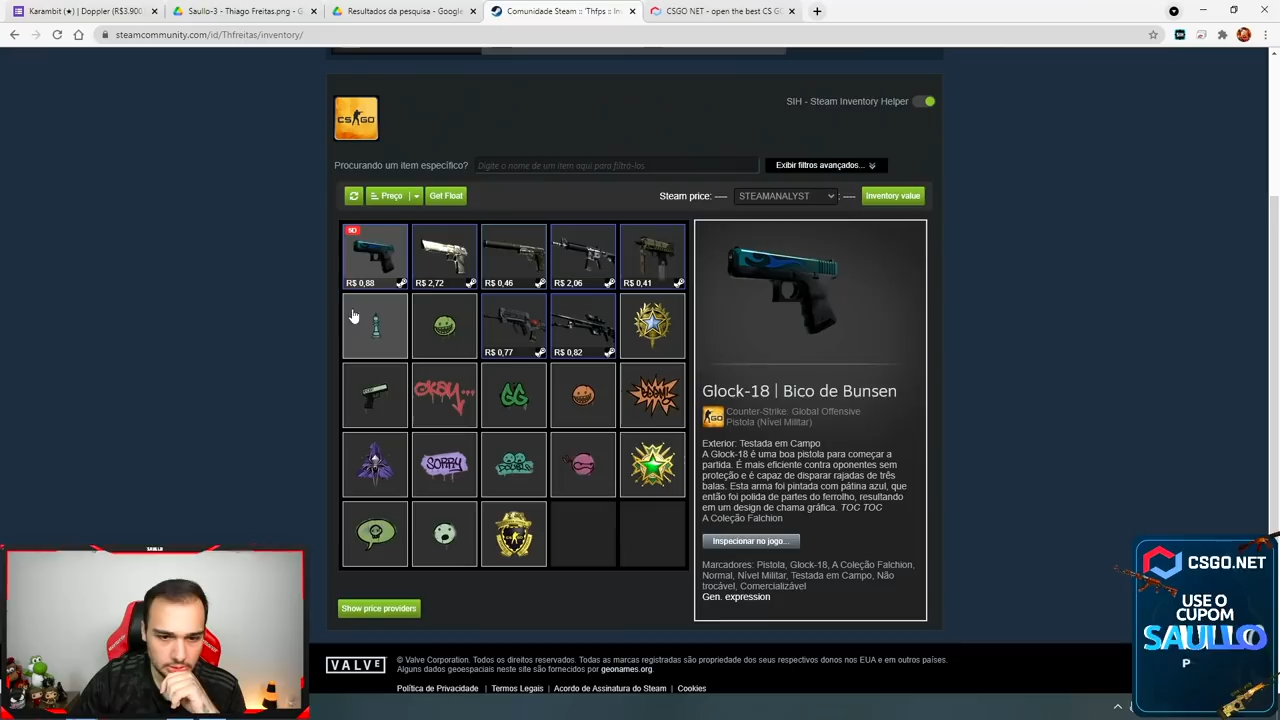 Karambit (★) | Doppler (R$3.900
Saullo-3 - Thiago Freitas.png - G
Resultados da pesquisa - Google
Comunidade Steam :: 'Thfps :: In
CSGO.NET - open the best CS G
steamcommunity.com/id/Thfreitas/inventory/
CS GO
SIH - Steam Inventory Helper
Procurando um item específico?
Digite o nome de um item aqui para filtrá-los
Exibir filtros avançados...
Preço
Get Float
Steam price: ----
STEAMANALYST
: ----
Inventory value
R$ 0,88
R$ 2,72
R$ 0,46
R$ 2,06
R$ 0,41
R$ 0,77
R$ 0,82
OKAY...
GG
SORRY
Glock-18 | Bico de Bunsen
Counter-Strike: Global Offensive
Pistola (Nível Militar)
Exterior: Testada em Campo
A Glock-18 é uma boa pistola para começar a
partida. É mais eficiente contra oponentes sem
proteção e é capaz de disparar rajadas de três
balas. Esta arma foi pintada com pátina azul, que
então foi polida de partes do ferrolho, resultando
em um design de chama gráfica. TOC TOC
A Coleção Falchion
Inspecionar no jogo...
Marcadores: Pistola, Glock-18, A Coleção Falchion,
Normal, Nível Militar, Testada em Campo, Não
trocável, Comercializável
Gen. expression
Show price providers
VALVE
© Valve Corporation. Todos os direitos reservados. Todas as marcas registradas são propriedade dos seus respectivos donos nos EUA e em outros países.
Alguns dados geoespaciais neste site são fornecidos por geonames.org.
Política de Privacidade | Termos Legais | Acordo de Assinatura do Steam | Cookies
SAULLO
CSGO.NET
USE O
CUPOM
SAULLO
P